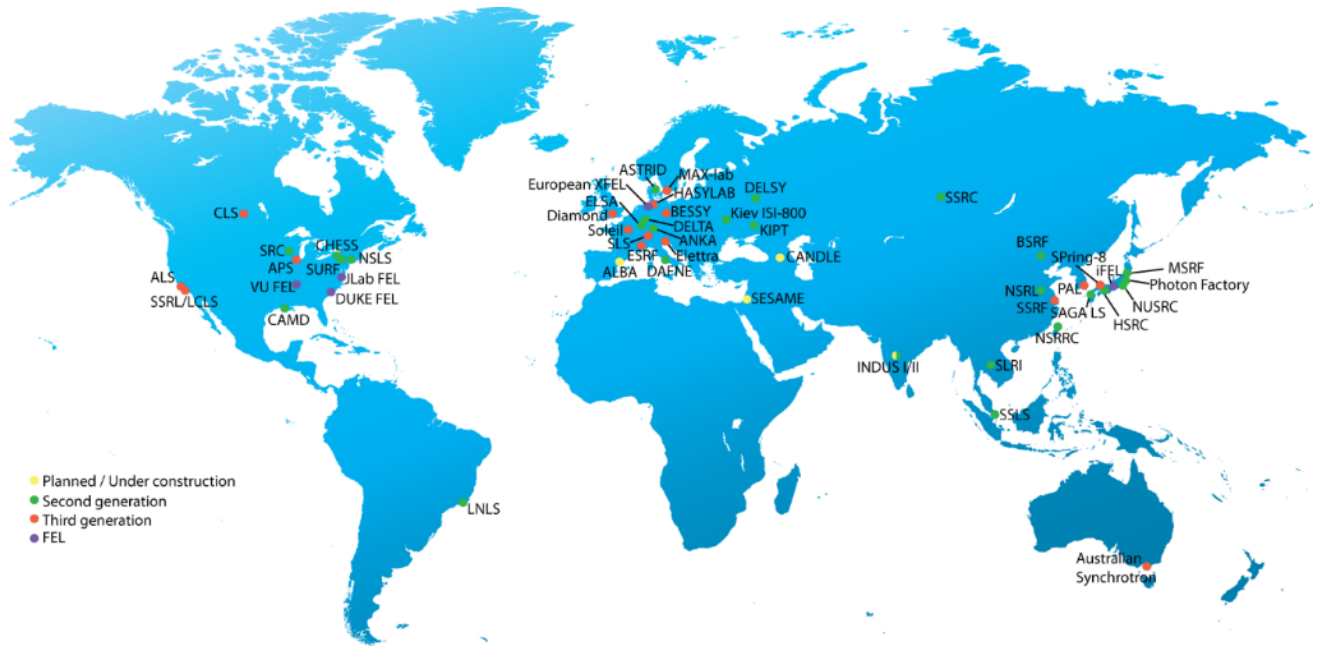 ASTRID
MAX-lab
European XFEL
HASYLAB
DELSY
SSRC
ELSA
CLS
Diamond
BESSY
Kiev ISI-800
Soleil
DELTA
KIPT
SRC
CHESS
NSLS
SLS
ANKA
BSRF
APS
SURF
ESRF
Elettra
CANDLE
SPring-8
iFEL
MSRF
ALS
VU FEL
JLab FEL
ALBA
DAFNE
NSRL
PAL
Photon Factory
SSRL/LCLS
DUKE FEL
SESAME
SSRF
SAGA LS
NUSRC
CAMD
HSRC
NSRRC
INDUS I/II
SLRI
SSLS
Planned / Under construction
Second generation
Third generation
FEL
LNLS
Australian
Synchrotron